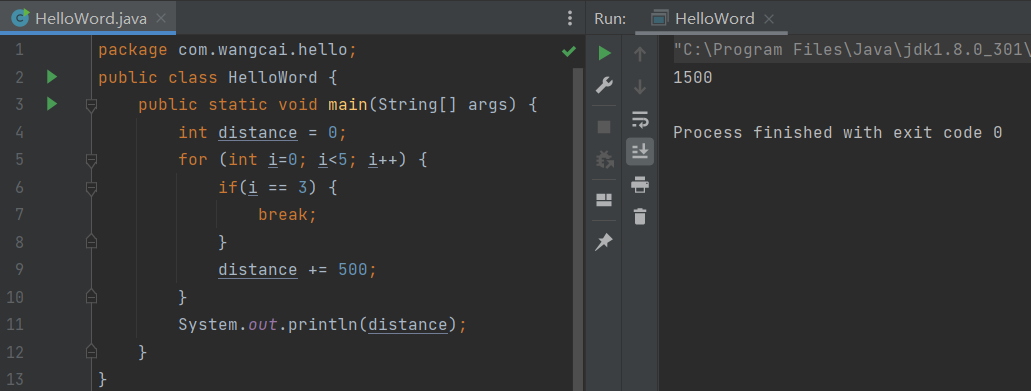 HelloWord.java
1 package com.wangcai.hello;
2 public class HelloWord {
3 public static void main(String[] args) {
4 int distance = 0;
5 for (int i=0; i<5; i++) {
6 if(i == 3) {
7 break;
8 }
9 distance += 500;
10 }
11 System.out.println(distance);
12 }
13 }
Run: HelloWord
"C:\Program Files\Java\jdk1.8.0_301\
1500
Process finished with exit code 0